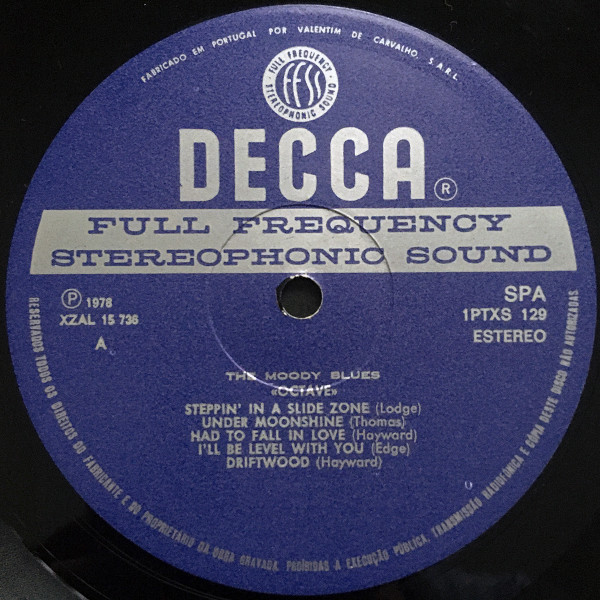 FABRICADO EM PORTUGAL POR VALENTIM DE CARVALHO, S.A.R.L.
FULL FREQUENCY
ffss
STEREOPHONIC SOUND
DECCA ®
FULL FREQUENCY
STEREOPHONIC SOUND
Ⓟ 1978
XZAL 15 736
A
SPA
1PTXS 129
ESTEREO
THE MOODY BLUES
«OCTAVE»
STEPPIN' IN A SLIDE ZONE (Lodge)
UNDER MOONSHINE (Thomas)
HAD TO FALL IN LOVE (Hayward)
I'LL BE LEVEL WITH YOU (Edge)
DRIFTWOOD (Hayward)
RESERVADOS TODOS OS DIREITOS DO FABRICANTE E DO PROPRIETÁRIO DA OBRA GRAVADA. PROÍBIDAS A EXECUÇÃO PÚBLICA, TRANSMISSÃO RADIOFÓNICA E CÓPIA DESTE DISCO NÃO AUTORIZADAS